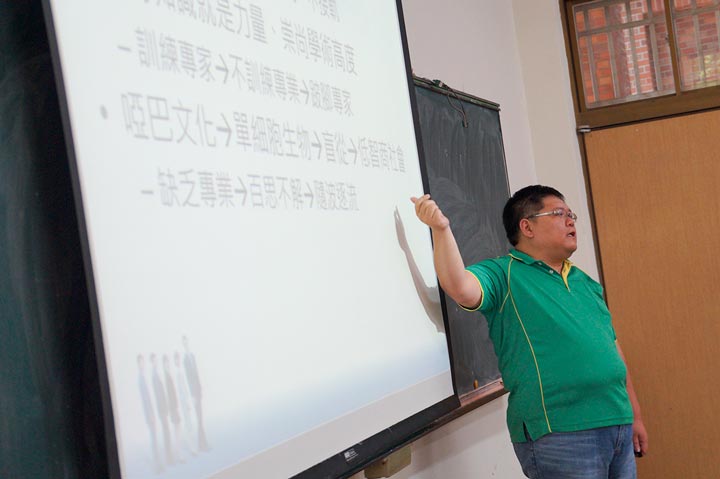 知識就是力量、崇尚學術高度
– 訓練專家→不訓練專業→跛腳專家
• 啞巴文化→單細胞生物→盲從→低智商社會
– 缺乏專業→百思不解→隨波逐流